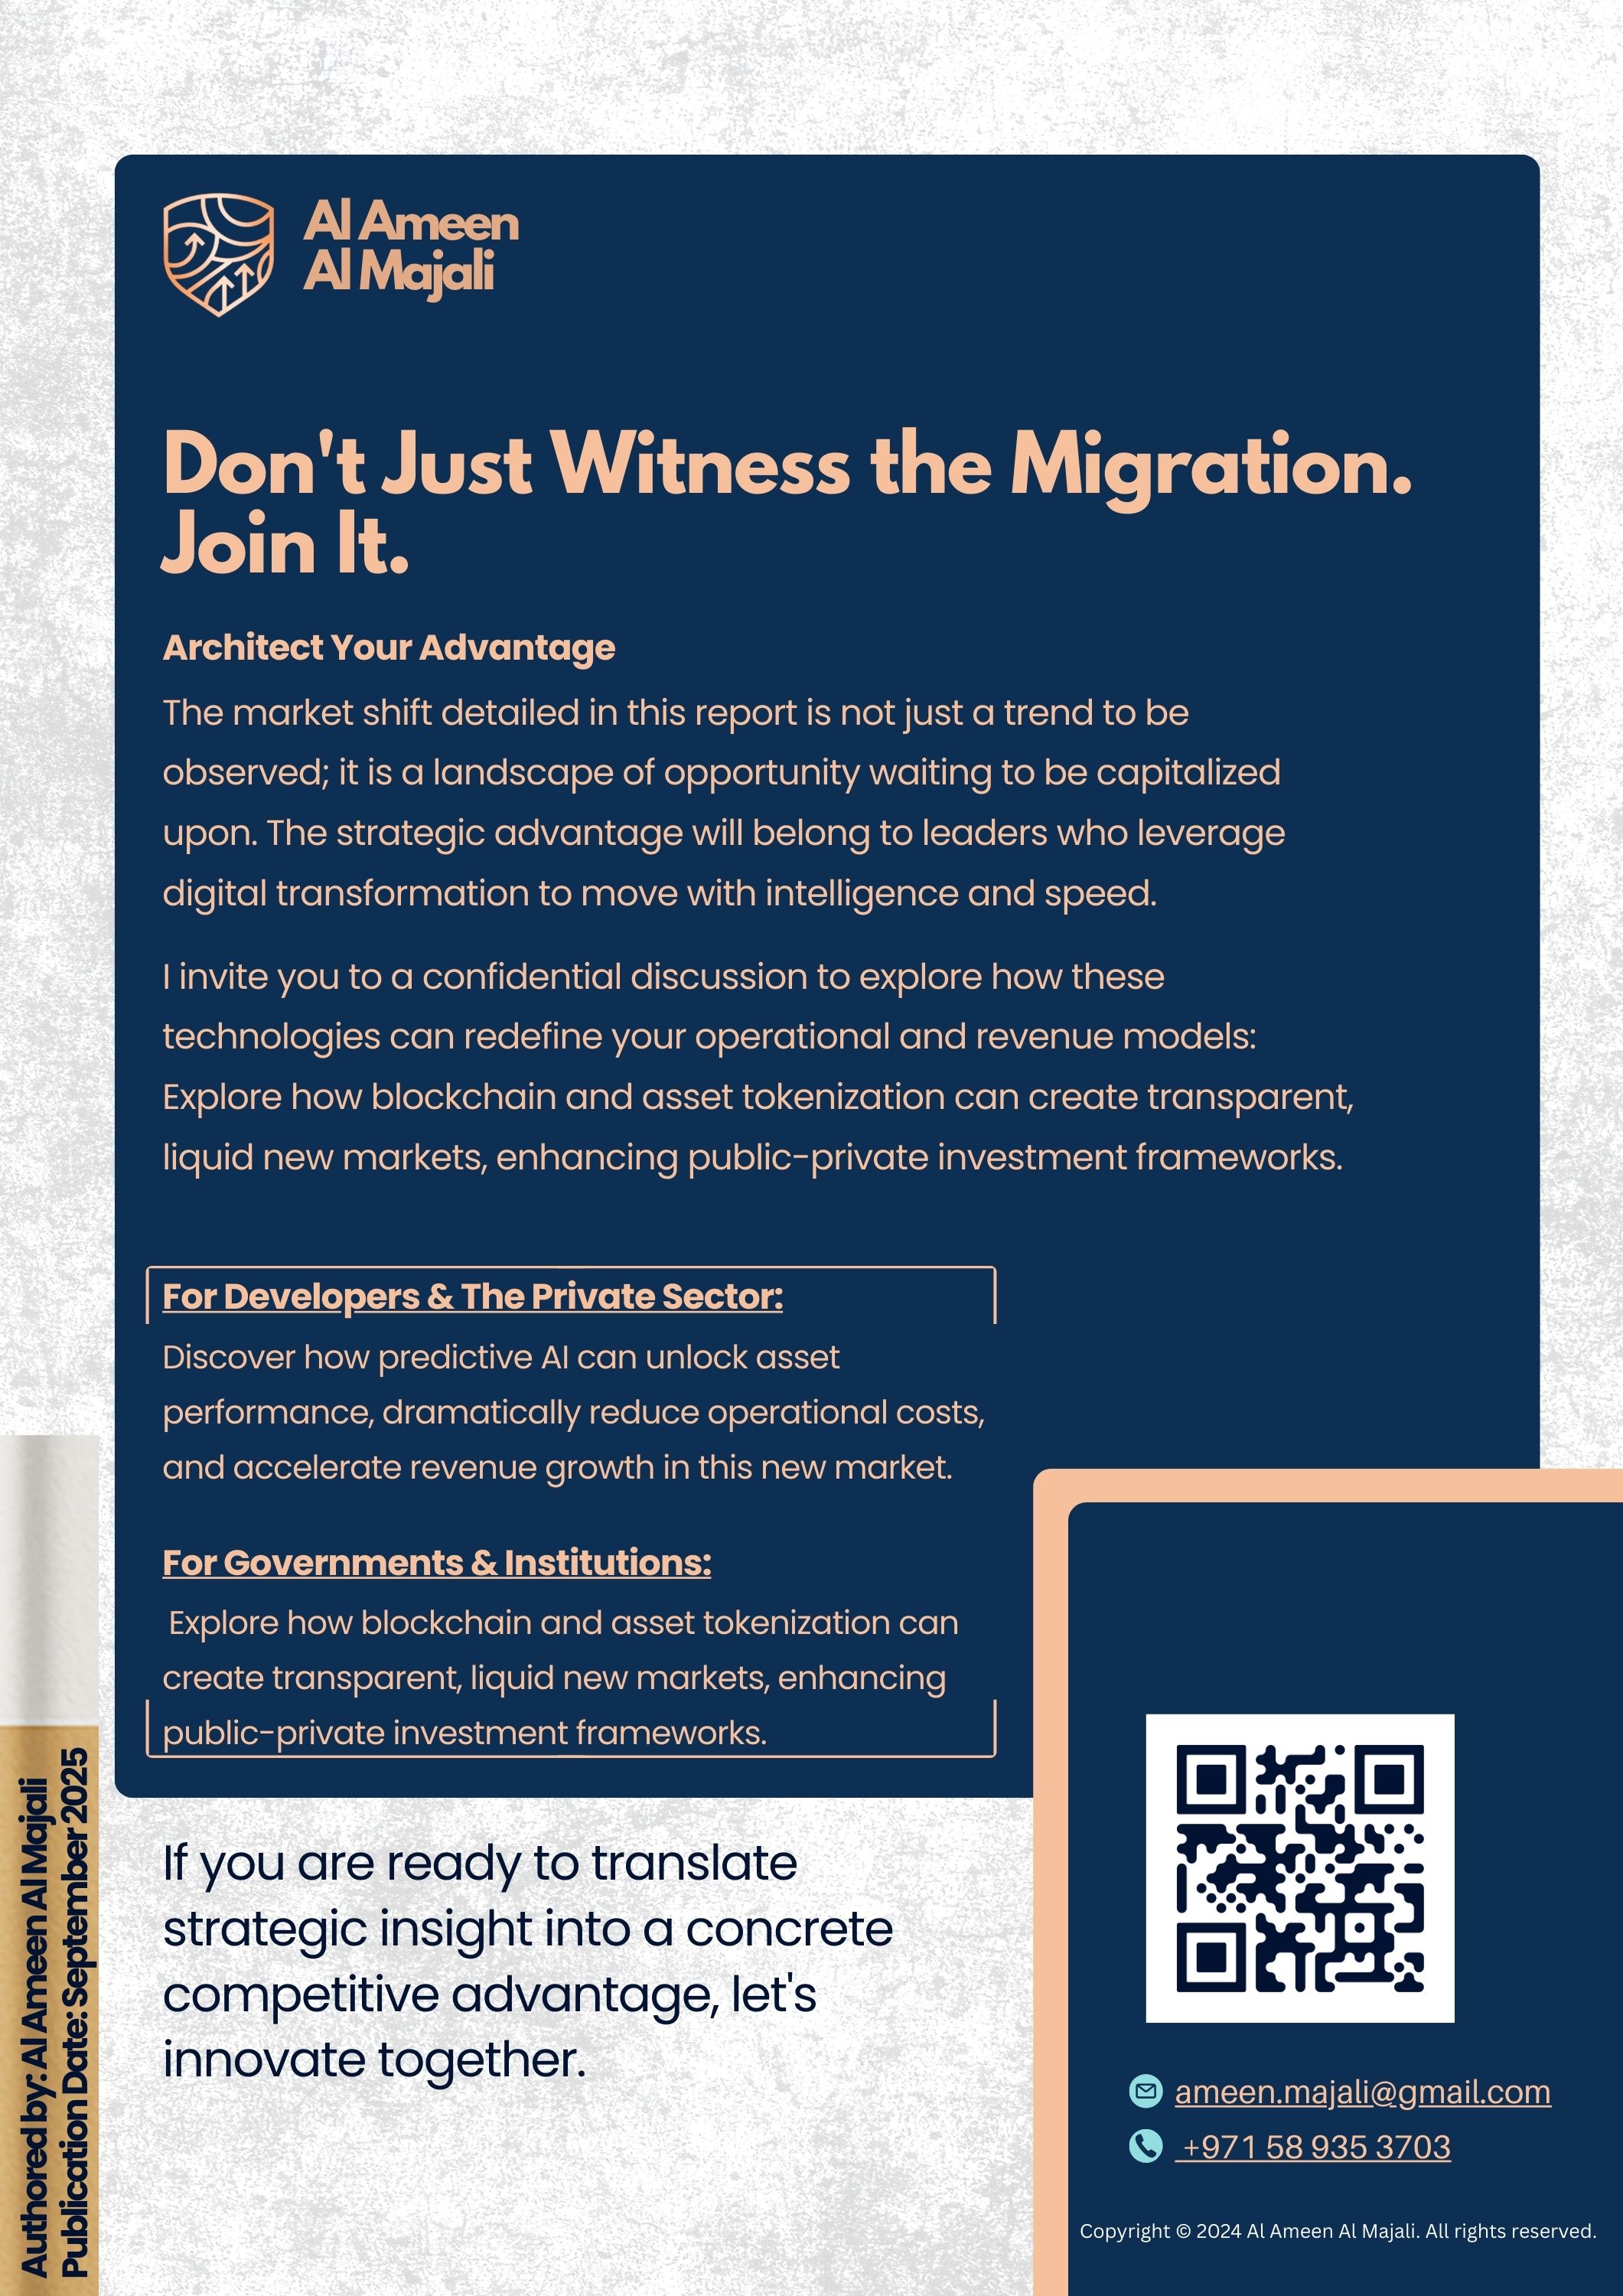 Al Ameen
Al Majali
Don't Just Witness the Migration.
Join It.
Architect Your Advantage
The market shift detailed in this report is not just a trend to be
observed; it is a landscape of opportunity waiting to be capitalized
upon. The strategic advantage will belong to leaders who leverage
digital transformation to move with intelligence and speed.
I invite you to a confidential discussion to explore how these
technologies can redefine your operational and revenue models:
Explore how blockchain and asset tokenization can create transparent,
liquid new markets, enhancing public-private investment frameworks.
For Developers & The Private Sector:
Discover how predictive AI can unlock asset
performance, dramatically reduce operational costs,
and accelerate revenue growth in this new market.
For Governments & Institutions:
Explore how blockchain and asset tokenization can
create transparent, liquid new markets, enhancing
public-private investment frameworks.
If you are ready to translate
strategic insight into a concrete
competitive advantage, let's
innovate together.
Authored by: Al Ameen Al Majali
Publication Date: September 2025
ameen.majali@gmail.com
+971 58 935 3703
Copyright © 2024 Al Ameen Al Majali. All rights reserved.